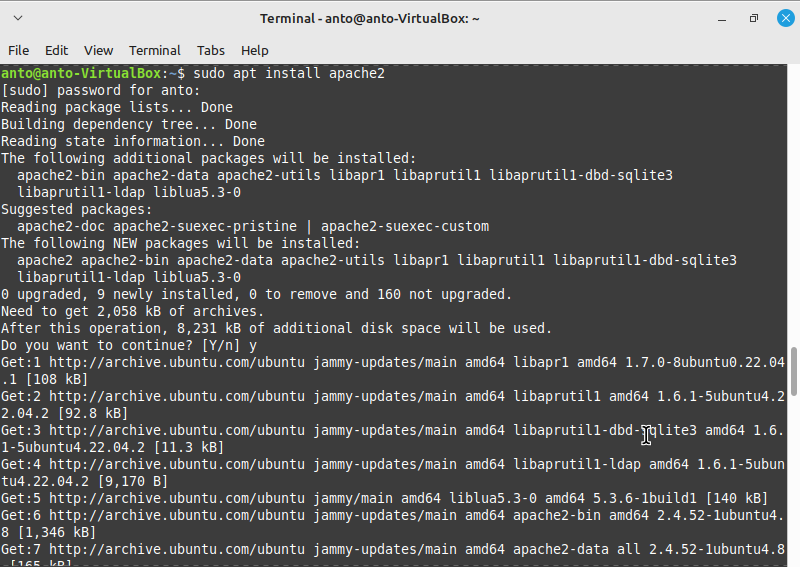 Terminal - anto@anto-VirtualBox: ~
File Edit View Terminal Tabs Help
anto@anto-VirtualBox:~$ sudo apt install apache2
[sudo] password for anto:
Reading package lists... Done
Building dependency tree... Done
Reading state information... Done
The following additional packages will be installed:
  apache2-bin apache2-data apache2-utils libapr1 libaprutil1 libaprutil1-dbd-sqlite3
  libaprutil1-ldap liblua5.3-0
Suggested packages:
  apache2-doc apache2-suexec-pristine | apache2-suexec-custom
The following NEW packages will be installed:
  apache2 apache2-bin apache2-data apache2-utils libapr1 libaprutil1 libaprutil1-dbd-sqlite3
  libaprutil1-ldap liblua5.3-0
0 upgraded, 9 newly installed, 0 to remove and 160 not upgraded.
Need to get 2,058 kB of archives.
After this operation, 8,231 kB of additional disk space will be used.
Do you want to continue? [Y/n] y
Get:1 http://archive.ubuntu.com/ubuntu jammy-updates/main amd64 libapr1 amd64 1.7.0-8ubuntu0.22.04
.1 [108 kB]
Get:2 http://archive.ubuntu.com/ubuntu jammy-updates/main amd64 libaprutil1 amd64 1.6.1-5ubuntu4.2
2.04.2 [92.8 kB]
Get:3 http://archive.ubuntu.com/ubuntu jammy-updates/main amd64 libaprutil1-dbd-sqlite3 amd64 1.6.
1-5ubuntu4.22.04.2 [11.3 kB]
Get:4 http://archive.ubuntu.com/ubuntu jammy-updates/main amd64 libaprutil1-ldap amd64 1.6.1-5ubun
tu4.22.04.2 [9,170 B]
Get:5 http://archive.ubuntu.com/ubuntu jammy/main amd64 liblua5.3-0 amd64 5.3.6-1build1 [140 kB]
Get:6 http://archive.ubuntu.com/ubuntu jammy-updates/main amd64 apache2-bin amd64 2.4.52-1ubuntu4.
8 [1,346 kB]
Get:7 http://archive.ubuntu.com/ubuntu jammy-updates/main amd64 apache2-data all 2.4.52-1ubuntu4.8
[165 kB]